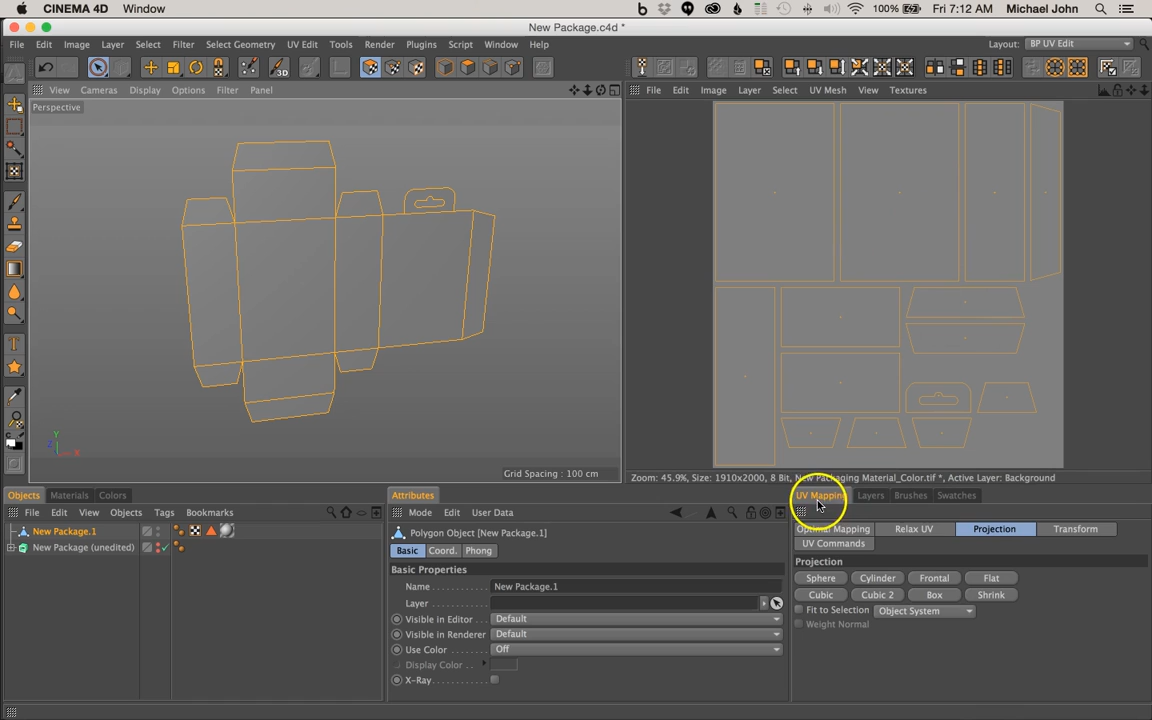 CINEMA 4D Window 100% Fri 7:12 AM Michael John
New Package.c4d *
File Edit Image Layer Select Filter Select Geometry UV Edit Tools Render Plugins Script Window Help Layout: BP UV Edit
View Cameras Display Options Filter Panel
File Edit Image Layer Select UV Mesh View Textures
Perspective
3D
T
Y
Z
X
Grid Spacing : 100 cm
Zoom: 45.9%, Size: 1910x2000, 8 Bit, New Packaging Material_Color.tif *, Active Layer: Background
Objects Materials Colors
Attributes
UV Mapping Layers Brushes Swatches
File Edit View Objects Tags Bookmarks
Mode Edit User Data
New Package.1
New Package (unedited)
Polygon Object [New Package.1]
Basic Coord. Phong
Basic Properties
Name New Package.1
Layer
Visible in Editor Default
Visible in Renderer Default
Use Color Off
Display Color
X-Ray
Optimal Mapping Relax UV Projection Transform
UV Commands
Projection
Sphere Cylinder Frontal Flat
Cubic Cubic 2 Box Shrink
Fit to Selection Object System
Weight Normal